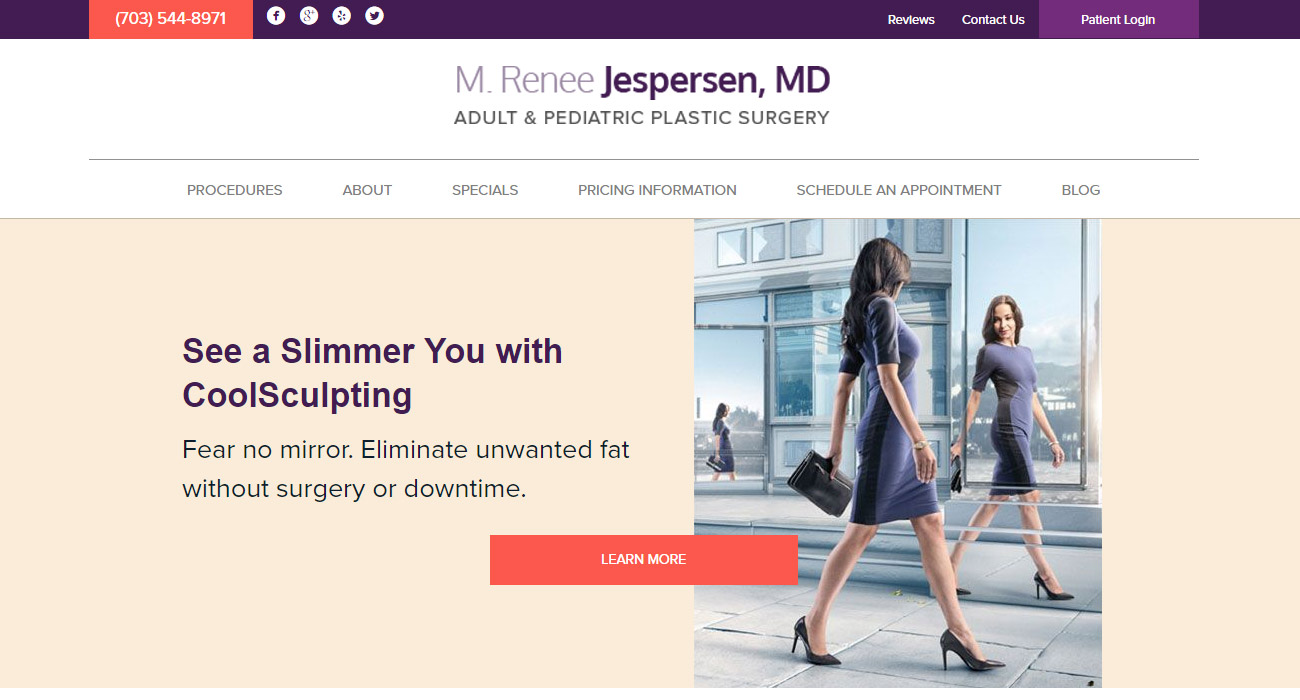 (703) 544-8971
Reviews
Contact Us
Patient Login
M. Renee Jespersen, MD
ADULT & PEDIATRIC PLASTIC SURGERY
PROCEDURES
ABOUT
SPECIALS
PRICING INFORMATION
SCHEDULE AN APPOINTMENT
BLOG
See a Slimmer You with
CoolSculpting
Fear no mirror. Eliminate unwanted fat
without surgery or downtime.
LEARN MORE